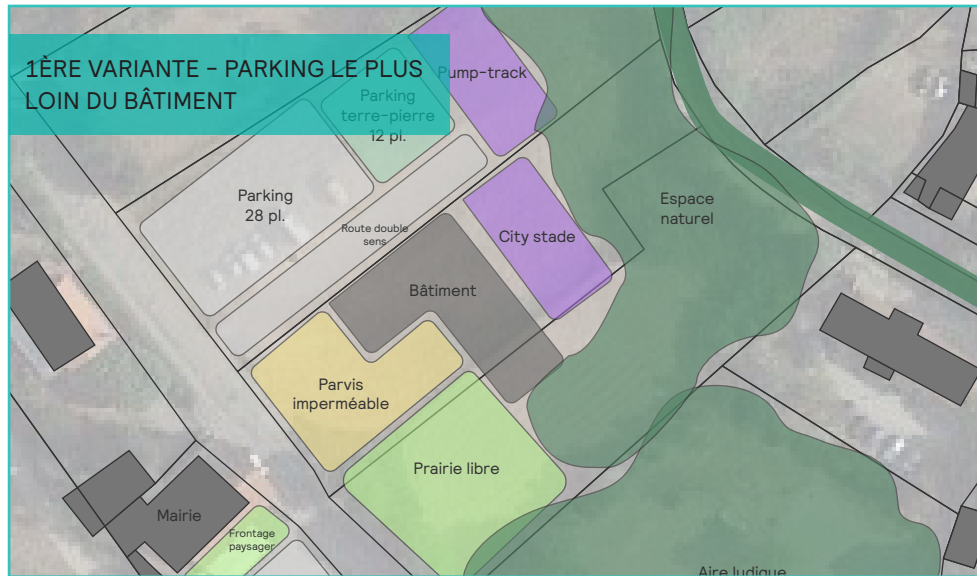 1ÈRE VARIANTE – PARKING LE PLUS
LOIN DU BÂTIMENT
Pump-track
Parking
terre-pierre
12 pl.
Parking
28 pl.
Route double
sens
City stade
Espace
naturel
Bâtiment
Parvis
imperméable
Prairie libre
Mairie
Frontage
paysager
Aire ludique